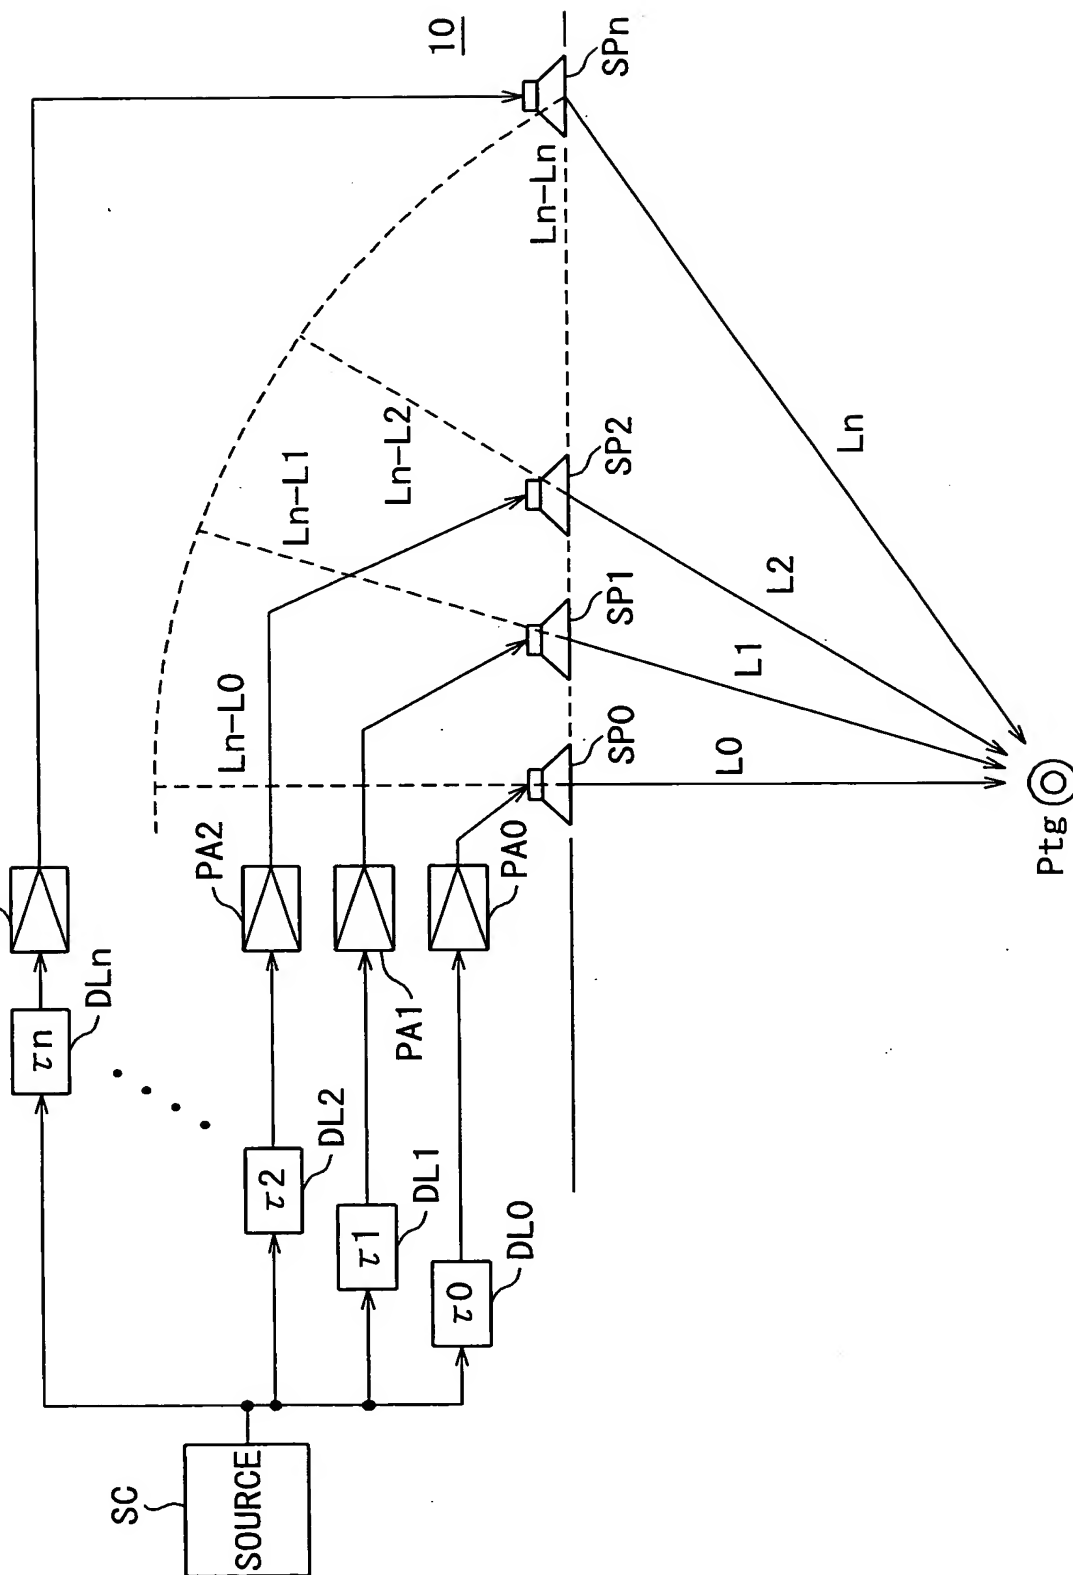 τn
DLn
SC
SOURCE
PA2
Ln-L0
τ2
DL2
Ln-L1
Ln-L2
10
τ1
DL1
PA1
τ0
DL0
PA0
Ln-Ln
SP0
SP1
SP2
SPn
L0
L1
L2
Ln
Ptg